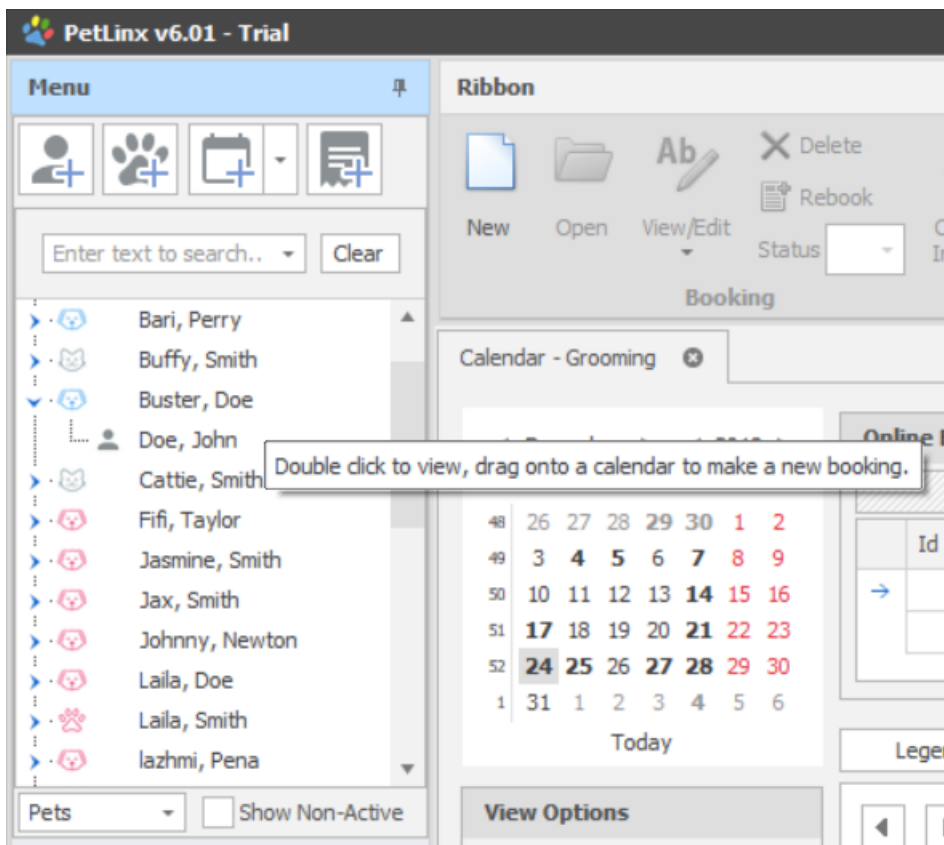 PetLinx v6.01 - Trial
Menu
Enter text to search..
Clear
Bari, Perry
Buffy, Smith
Buster, Doe
Doe, John
Cattie, Smith
Fifi, Taylor
Jasmine, Smith
Jax, Smith
Johnny, Newton
Laila, Doe
Laila, Smith
lazhmi, Pena
Pets
Show Non-Active
Ribbon
New
Open
Ab
View/Edit
Delete
Rebook
Status
Booking
Calendar - Grooming
Double click to view, drag onto a calendar to make a new booking.
48 26 27 28 29 30 1 2
49 3 4 5 6 7 8 9
50 10 11 12 13 14 15 16
51 17 18 19 20 21 22 23
52 24 25 26 27 28 29 30
1 31 1 2 3 4 5 6
Today
View Options
Online
Id